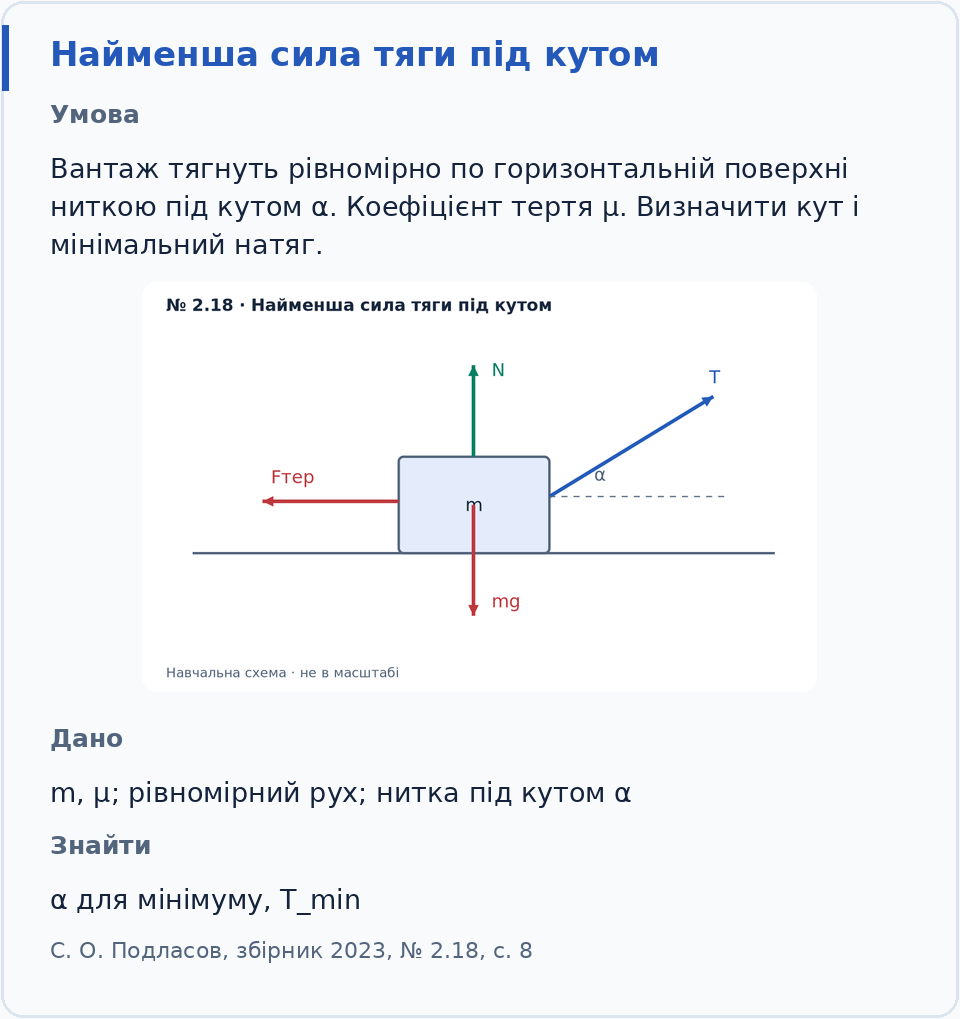 Найменша сила тяги під кутом
Умова
Вантаж тягнуть рівномірно по горизонтальній поверхні
ниткою під кутом α. Коефіцієнт тертя μ. Визначити кут і
мінімальний натяг.
№ 2.18 · Найменша сила тяги під кутом
N
T
Fтер
α
m
mg
Навчальна схема · не в масштабі
Дано
m, μ; рівномірний рух; нитка під кутом α
Знайти
α для мінімуму, T_min
С. О. Подласов, збірник 2023, № 2.18, с. 8